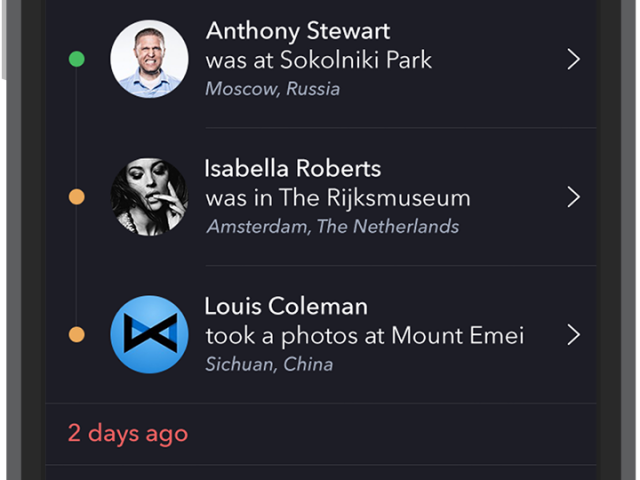 Anthony Stewart
was at Sokolniki Park
Moscow, Russia
Isabella Roberts
was in The Rijksmuseum
Amsterdam, The Netherlands
Louis Coleman
took a photos at Mount Emei
Sichuan, China
2 days ago